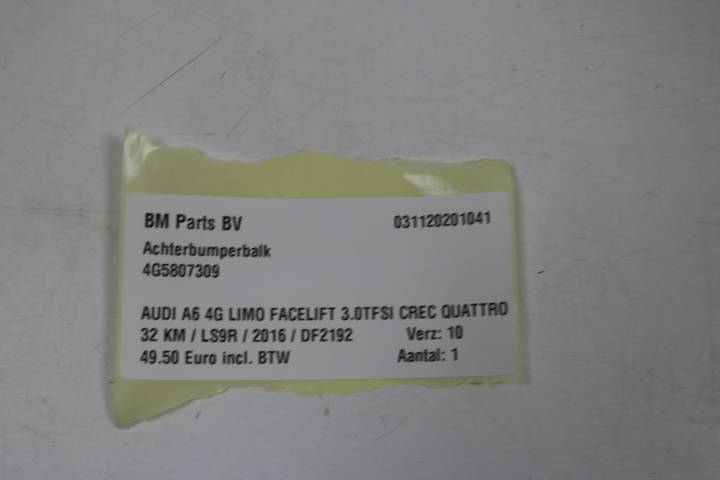 BM Parts BV 031120201041
Achterbumperbalk
4G5807309
AUDI A6 4G LIMO FACELIFT 3.0TFSI CREC QUATTRO
32 KM / LS9R / 2016 / DF2192 Verz: 10
49.50 Euro incl. BTW Aantal: 1